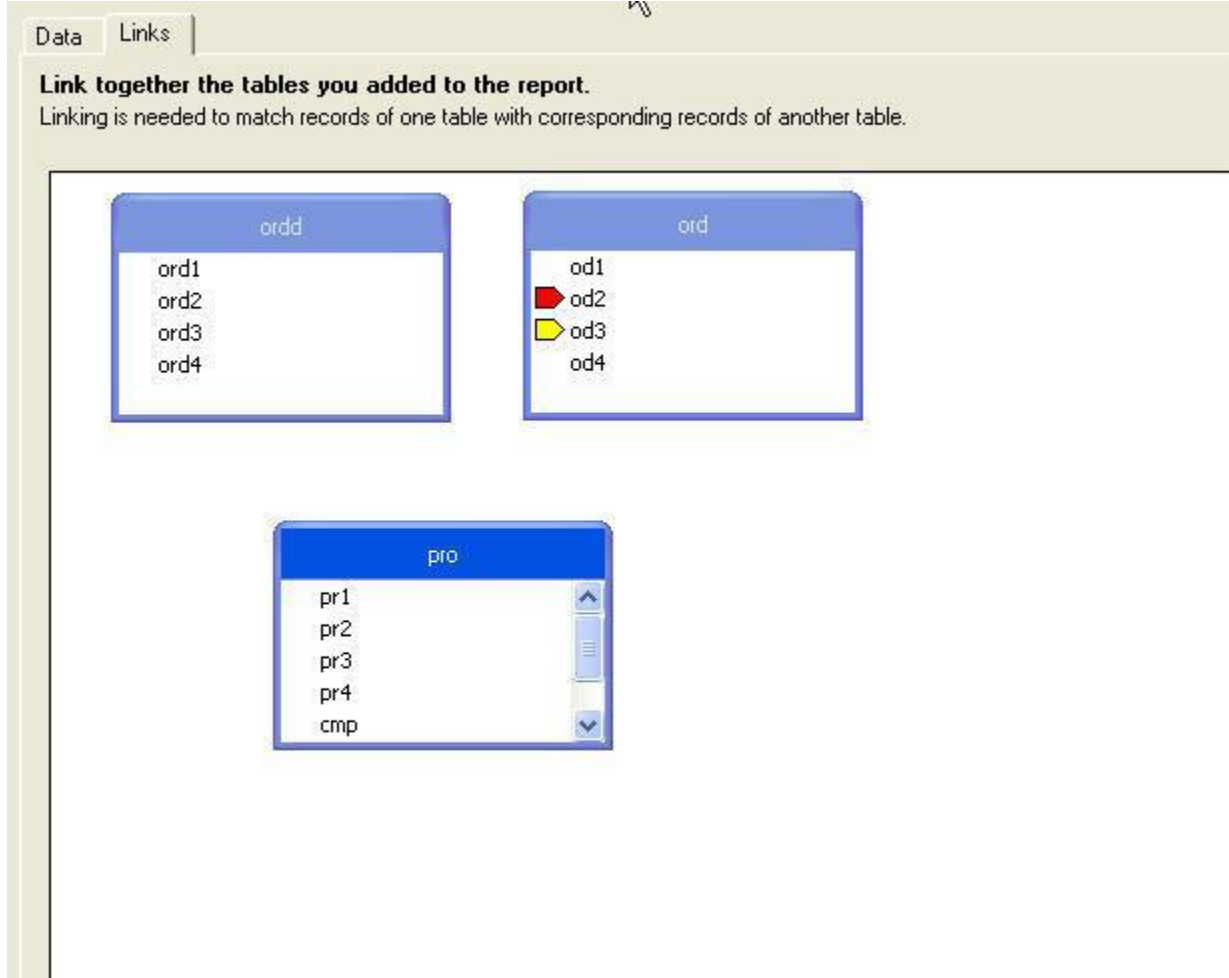 Data Links
Link together the tables you added to the report.
Linking is needed to match records of one table with corresponding records of another table.
ordd
ord1
ord2
ord3
ord4
ord
od1
od2
od3
od4
pro
pr1
pr2
pr3
pr4
cmp